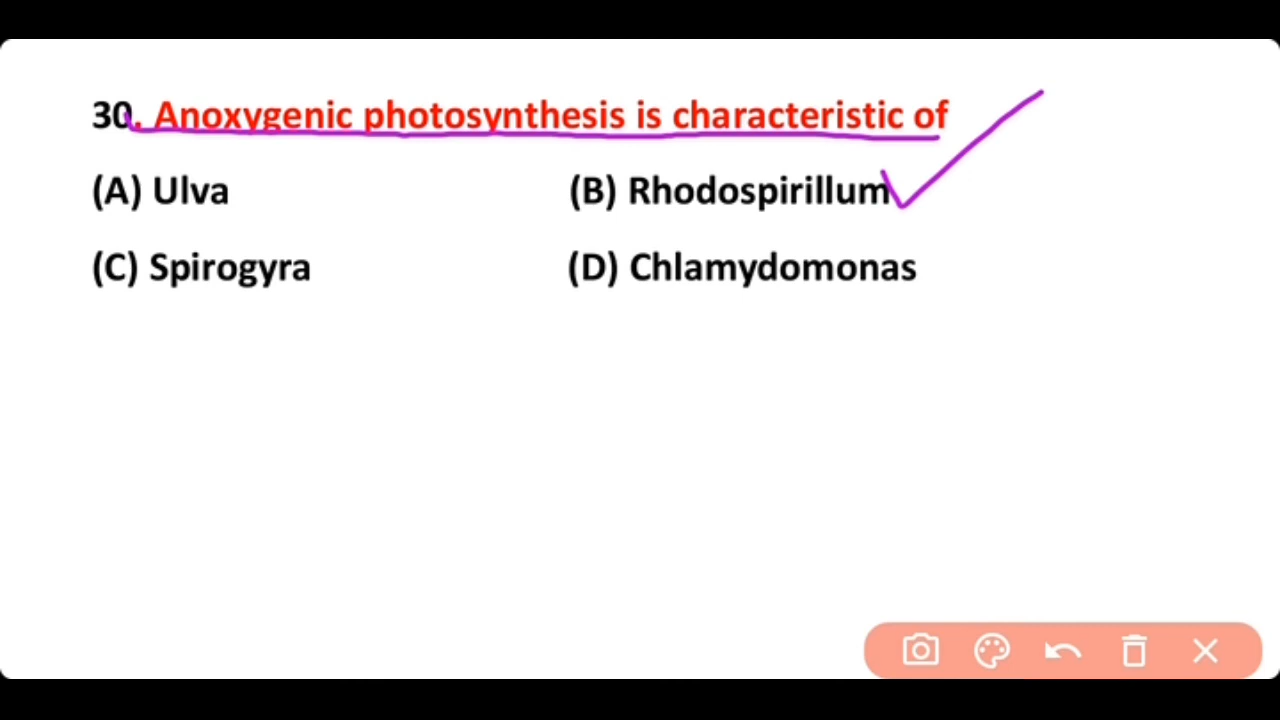 30. Anoxygenic photosynthesis is characteristic of
(A) Ulva (B) Rhodospirillum
(C) Spirogyra (D) Chlamydomonas